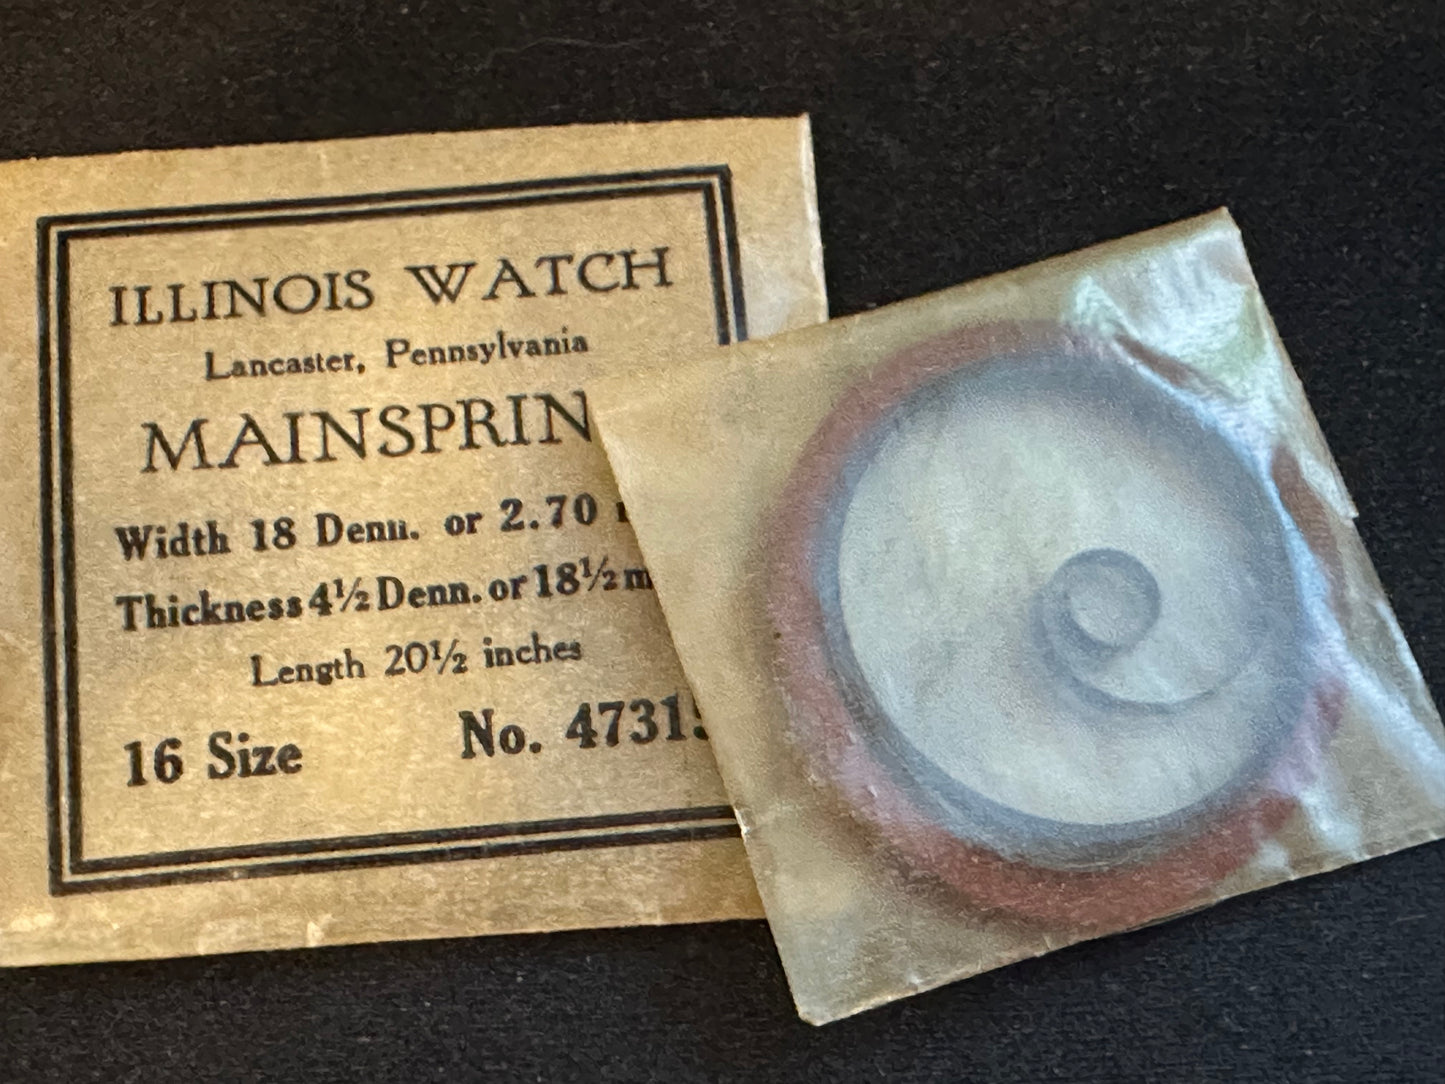 ILLINOIS WATCH
Lancaster, Pennsylvania
MAINSPRIN
Width 18 Denn. or 2.70
Thickness 4½ Denn. or 18½ m
Length 20½ inches
16 Size No. 4731